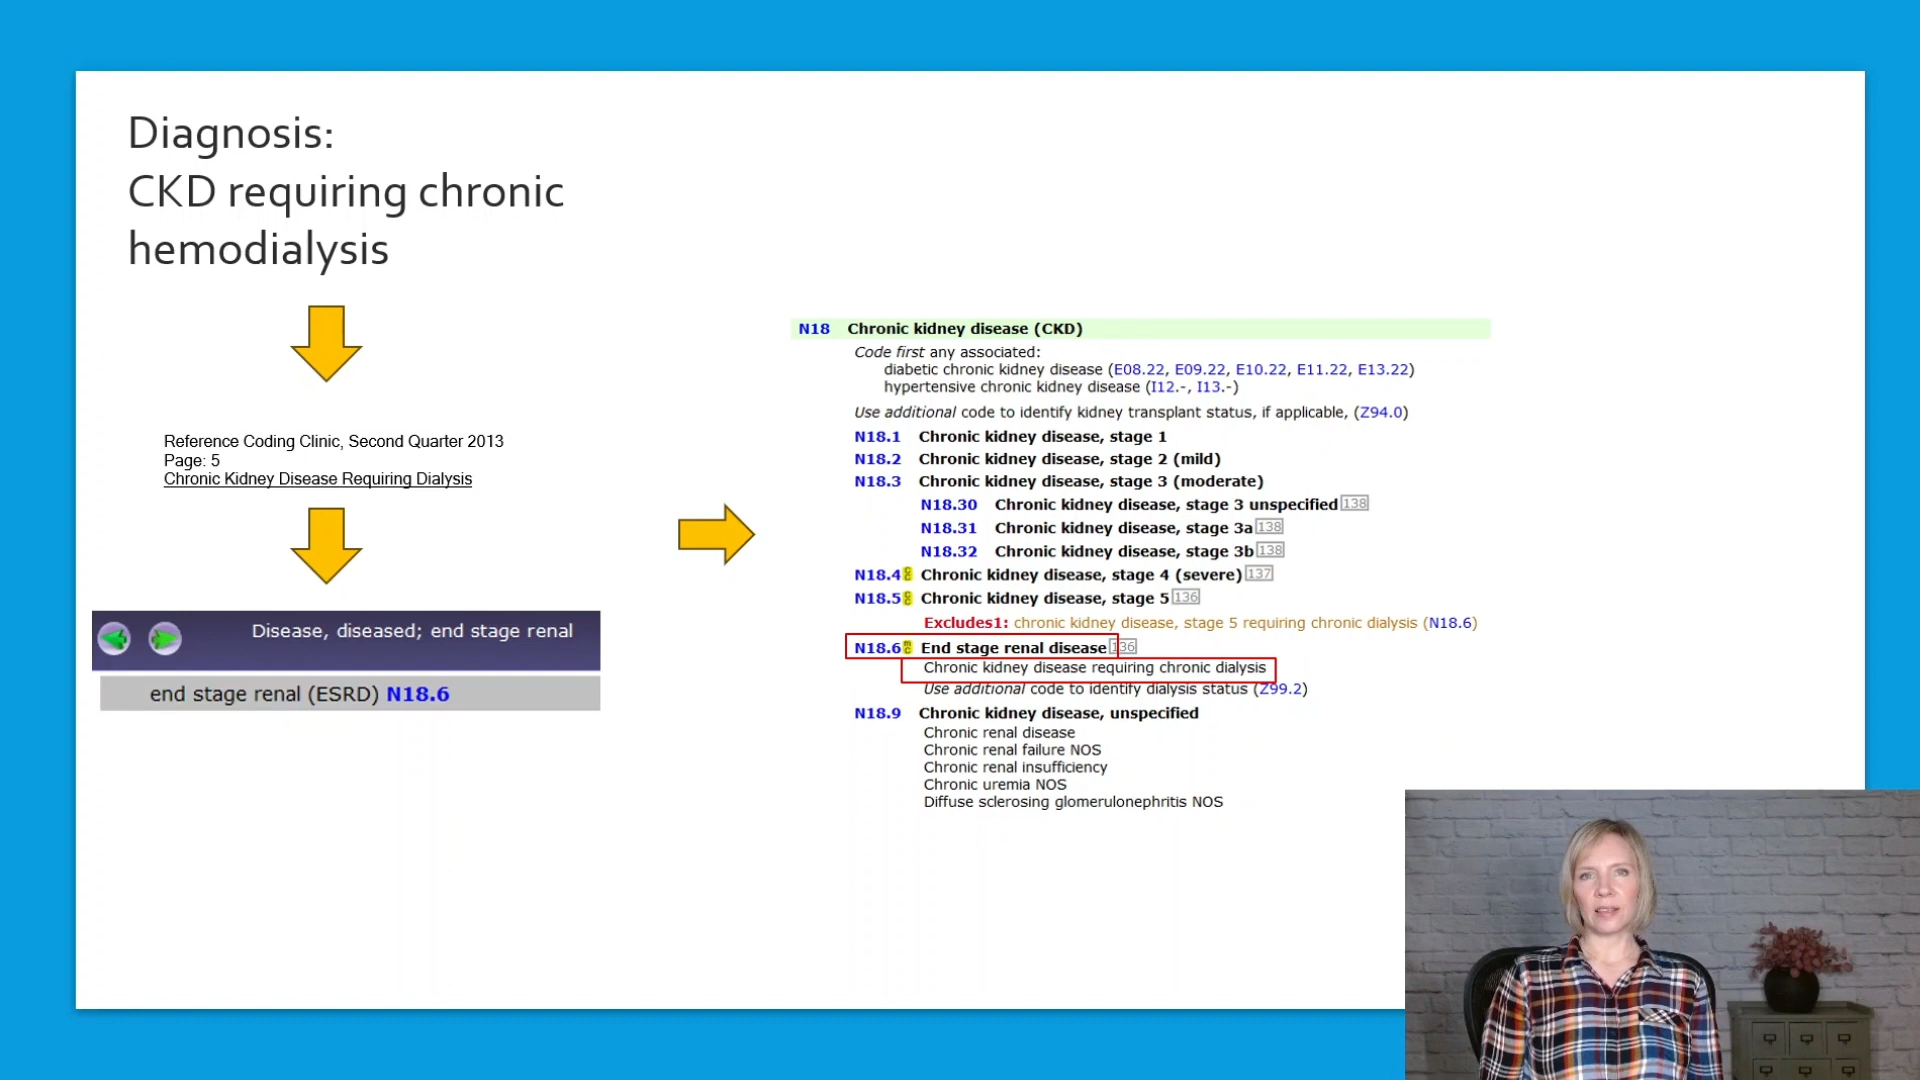 Diagnosis:
CKD requiring chronic
hemodialysis
Reference Coding Clinic, Second Quarter 2013
Page: 5
Chronic Kidney Disease Requiring Dialysis
Disease, diseased; end stage renal
end stage renal (ESRD) N18.6
N18 Chronic kidney disease (CKD)
Code first any associated:
diabetic chronic kidney disease (E08.22, E09.22, E10.22, E11.22, E13.22)
hypertensive chronic kidney disease (I12.-, I13.-)
Use additional code to identify kidney transplant status, if applicable, (Z94.0)
N18.1 Chronic kidney disease, stage 1
N18.2 Chronic kidney disease, stage 2 (mild)
N18.3 Chronic kidney disease, stage 3 (moderate)
N18.30 Chronic kidney disease, stage 3 unspecified 138
N18.31 Chronic kidney disease, stage 3a 138
N18.32 Chronic kidney disease, stage 3b 138
N18.4 Chronic kidney disease, stage 4 (severe) 137
N18.5 Chronic kidney disease, stage 5 136
Excludes1: chronic kidney disease, stage 5 requiring chronic dialysis (N18.6)
N18.6 End stage renal disease 136
Chronic kidney disease requiring chronic dialysis
Use additional code to identify dialysis status (Z99.2)
N18.9 Chronic kidney disease, unspecified
Chronic renal disease
Chronic renal failure NOS
Chronic renal insufficiency
Chronic uremia NOS
Diffuse sclerosing glomerulonephritis NOS